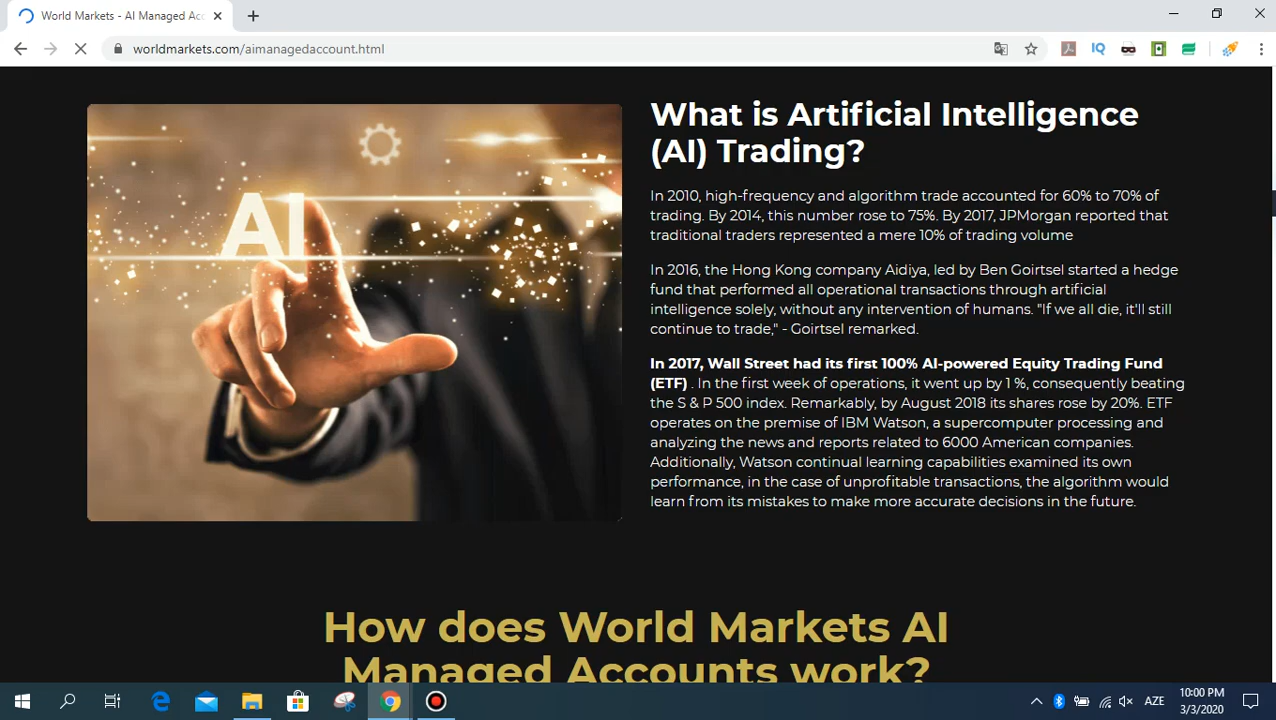 World Markets - AI Managed Acc
worldmarkets.com/aimanagedaccount.html
IQ
AI
What is Artificial Intelligence
(AI) Trading?
In 2010, high-frequency and algorithm trade accounted for 60% to 70% of
trading. By 2014, this number rose to 75%. By 2017, JPMorgan reported that
traditional traders represented a mere 10% of trading volume
In 2016, the Hong Kong company Aidiya, led by Ben Goirtsel started a hedge
fund that performed all operational transactions through artificial
intelligence solely, without any intervention of humans. "If we all die, it'll still
continue to trade," - Goirtsel remarked.
In 2017, Wall Street had its first 100% AI-powered Equity Trading Fund
(ETF) . In the first week of operations, it went up by 1 %, consequently beating
the S & P 500 index. Remarkably, by August 2018 its shares rose by 20%. ETF
operates on the premise of IBM Watson, a supercomputer processing and
analyzing the news and reports related to 6000 American companies.
Additionally, Watson continual learning capabilities examined its own
performance, in the case of unprofitable transactions, the algorithm would
learn from its mistakes to make more accurate decisions in the future.
How does World Markets AI
Managed Accounts work?
AZE
10:00 PM
3/3/2020